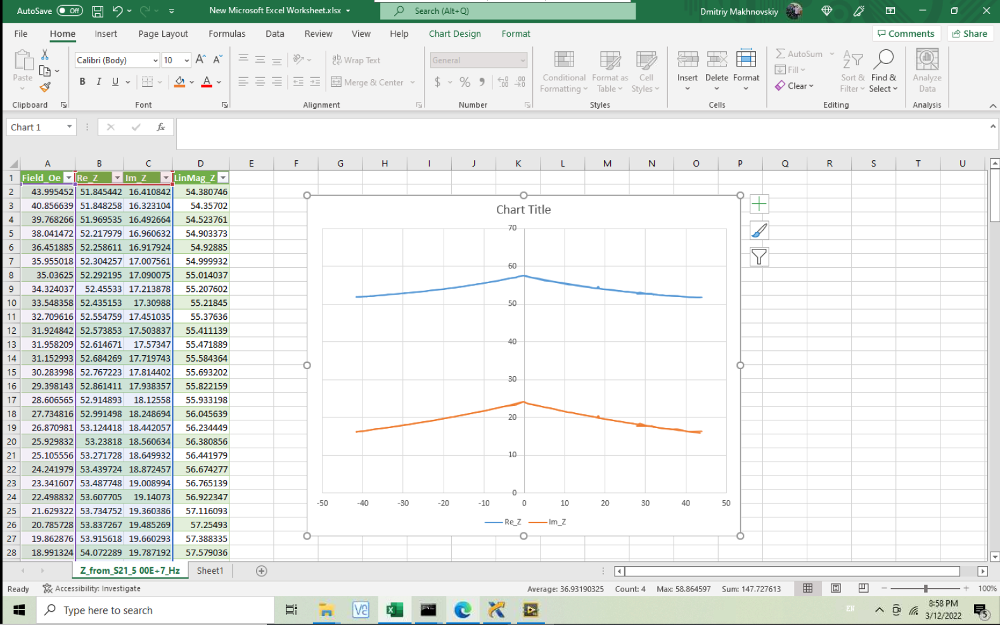 AutoSave Off New Microsoft Excel Worksheet.xlsx Search (Alt+Q) Dmitriy Makhnovskiy
File Home Insert Page Layout Formulas Data Review View Help Chart Design Format Comments Share
Calibri (Body) 10 A A ab Wrap Text General AutoSum
Paste B I U A Merge & Center $ % 9 Conditional Formatting Format as Table Cell Styles Insert Delete Format Fill Clear Sort & Filter Find & Select Analyze Data
Clipboard Font Alignment Number Styles Cells Editing Analysis
Chart 1 fx
A B C D E F G H I J K L M N O P Q R S T U
1 Field_Oe Re_Z Im_Z LinMag_Z
2 43.995452 51.845442 16.410842 54.380746
3 40.856639 51.848258 16.323104 54.35702
4 39.768266 51.969535 16.492664 54.523761
5 38.041472 52.217979 16.960632 54.903373
6 36.451885 52.258611 16.917924 54.92885
7 35.955018 52.304257 17.007561 54.999932
8 35.03625 52.292195 17.090075 55.014037
9 34.324037 52.45533 17.213878 55.207602
10 33.548358 52.435153 17.30988 55.21845
11 32.709616 52.554759 17.451035 55.37636
12 31.924842 52.573853 17.503837 55.411139
13 31.958209 52.614671 17.57347 55.471889
14 31.152993 52.684269 17.719743 55.584364
15 30.283998 52.767223 17.814402 55.693202
16 29.398143 52.861411 17.938357 55.822159
17 28.606565 52.914893 18.12558 55.933198
18 27.734816 52.991498 18.248694 56.045639
19 26.870981 53.124418 18.442057 56.234449
20 25.929832 53.23818 18.560634 56.380856
21 25.105556 53.271728 18.649932 56.441979
22 24.241979 53.439724 18.872457 56.674277
23 23.341607 53.487748 19.008994 56.765139
24 22.498832 53.607705 19.14073 56.922347
25 21.629322 53.734752 19.360386 57.116093
26 20.785728 53.837267 19.485269 57.25493
27 19.862876 53.915618 19.660293 57.388335
28 18.991324 54.072289 19.787192 57.579036
Chart Title
70
60
50
40
30
20
10
0
-50 -40 -30 -20 -10 0 10 20 30 40 50
Re_Z Im_Z
Z_from_S21_5 00E+7_Hz Sheet1
Ready Accessibility: Investigate Average: 36.93190325 Count: 4 Max: 58.864597 Sum: 147.727613 100%
Type here to search V2 EN 8:58 PM
3/12/2022 5